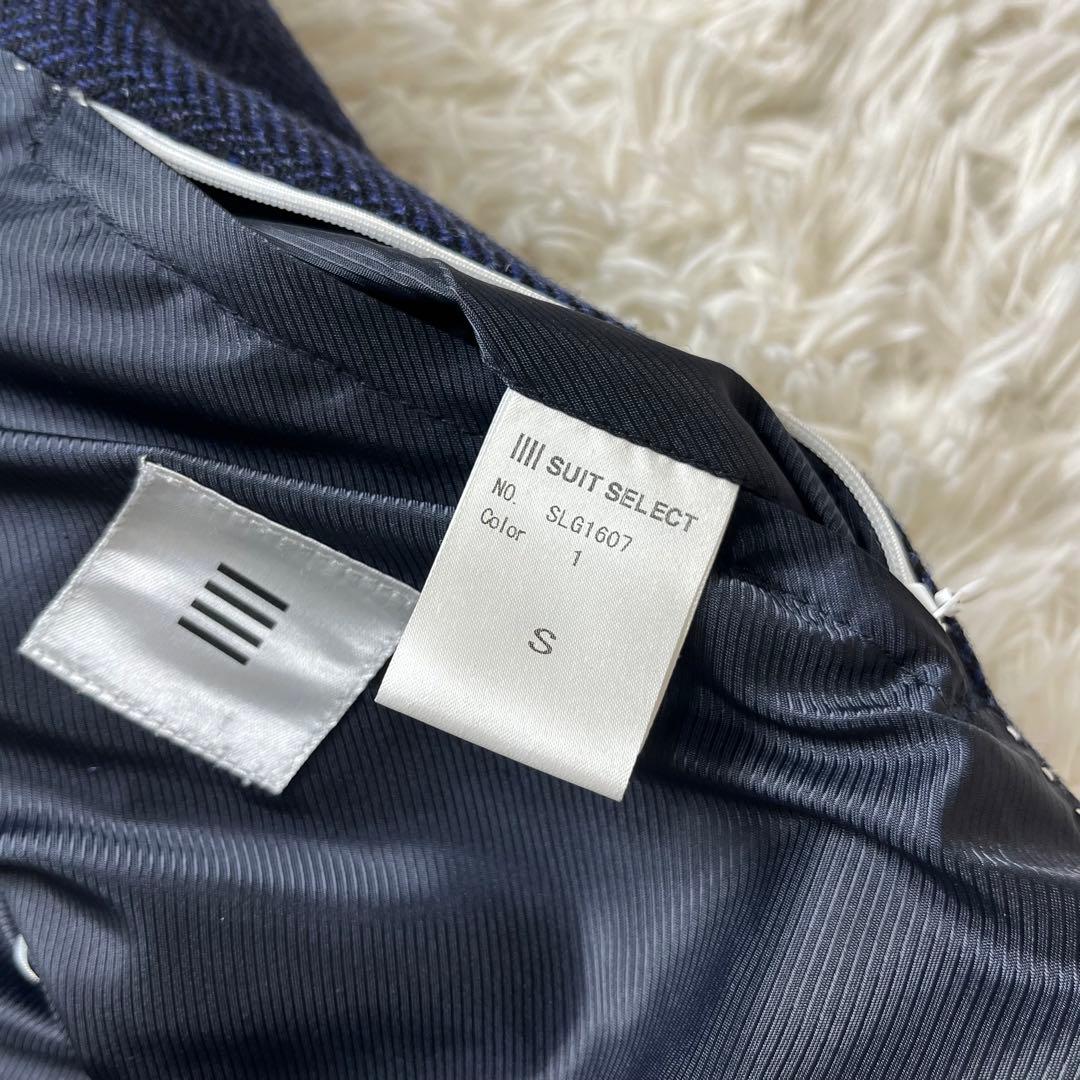 SUIT SELECT
NO. SLG1607
Color 1
S